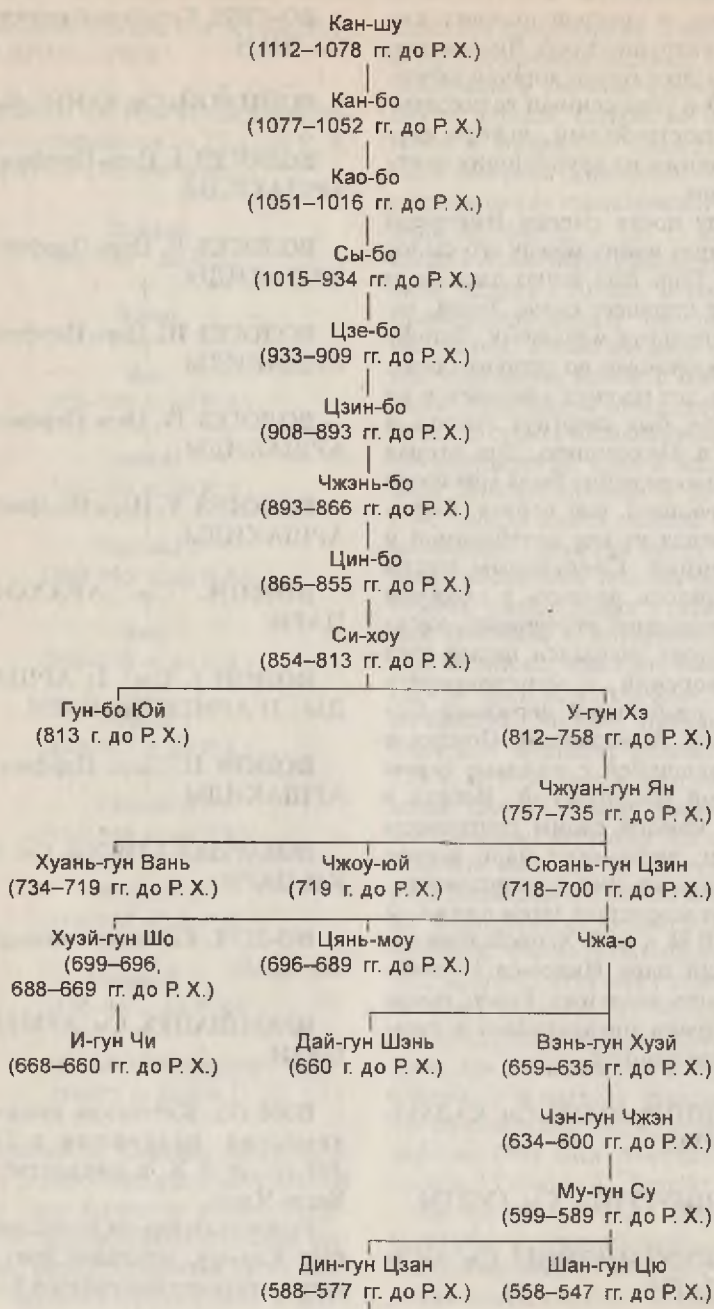 Кан-шу
(1112–1078 гг. до Р. Х.)
Кан-бо
(1077–1052 гг. до Р. Х.)
Као-бо
(1051–1016 гг. до Р. Х.)
Сы-бо
(1015–934 гг. до Р. Х.)
Цзе-бо
(933–909 гг. до Р. Х.)
Цзин-бо
(908–893 гг. до Р. Х.)
Чжэнь-бо
(893–866 гг. до Р. Х.)
Цин-бо
(865–855 гг. до Р. Х.)
Си-хоу
(854–813 гг. до Р. Х.)
Гун-бо Юй У-гун Хэ
(813 г. до Р. Х.) (812–758 гг. до Р. Х.)
Чжуан-гун Ян
(757–735 гг. до Р. Х.)
Хуань-гун Вань Чжоу-юй Сюань-гун Цзин
(734–719 гг. до Р. Х.) (719 г. до Р. Х.) (718–700 гг. до Р. Х.)
Хуэй-гун Шо Цянь-моу Чжа-о
(699–696, (696–689 гг. до Р. Х.)
688–669 гг. до Р. Х.)
И-гун Чи Дай-гун Шэнь Вэнь-гун Хуэй
(668–660 гг. до Р. Х.) (660 г. до Р. Х.) (659–635 гг. до Р. Х.)
Чэн-гун Чжэн
(634–600 гг. до Р. Х.)
Му-гун Су
(599–589 гг. до Р. Х.)
Дин-гун Цзан Шан-гун Цю
(588–577 гг. до Р. Х.) (558–547 гг. до Р. Х.)